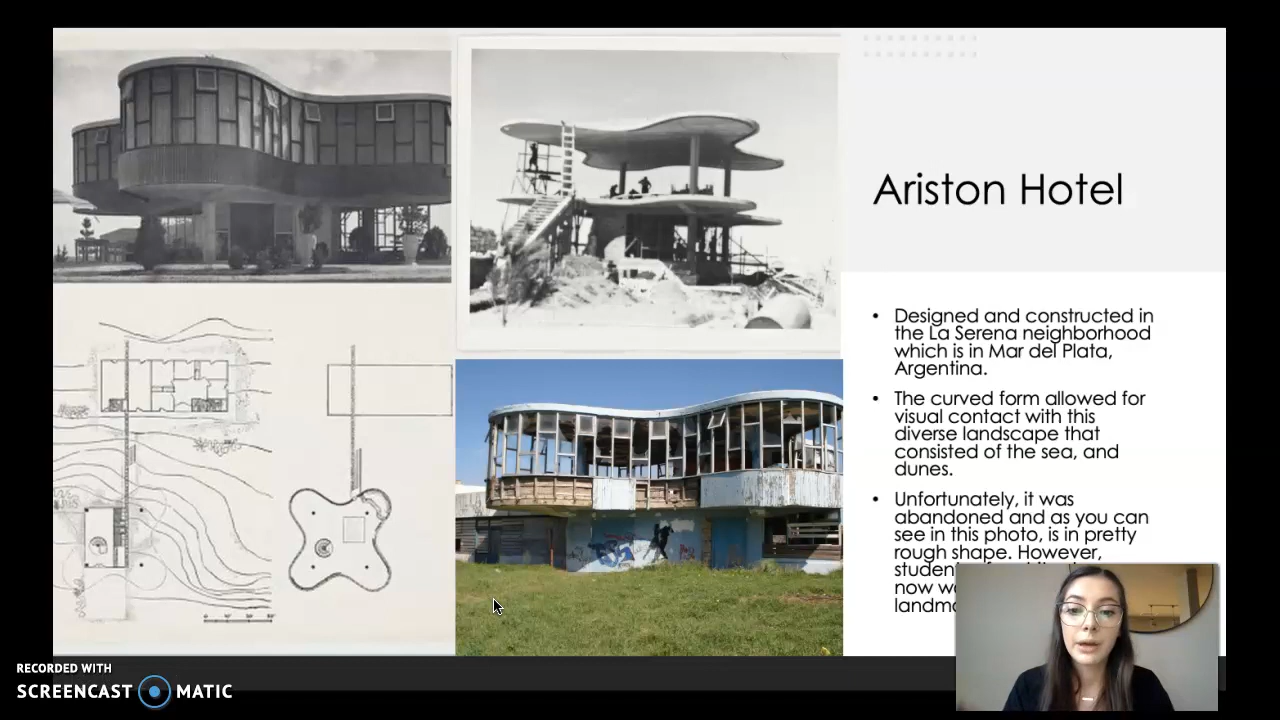 Ariston Hotel
• Designed and constructed in
the La Serena neighborhood
which is in Mar del Plata,
Argentina.
• The curved form allowed for
visual contact with this
diverse landscape that
consisted of the sea, and
dunes.
• Unfortunately, it was
abandoned and as you can
see in this photo, is in pretty
rough shape. However,
now
RECORDED WITH
SCREENCAST MATIC